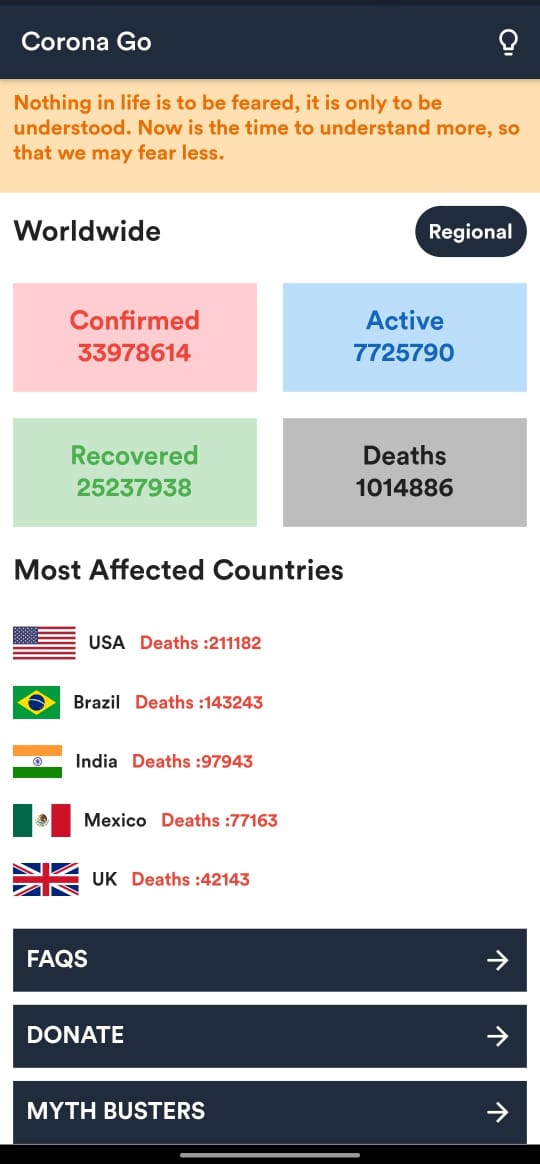 Corona Go
Nothing in life is to be feared, it is only to be
understood. Now is the time to understand more, so
that we may fear less.
Worldwide
Regional
Confirmed
33978614
Active
7725790
Recovered
25237938
Deaths
1014886
Most Affected Countries
USA Deaths :211182
Brazil Deaths :143243
India Deaths :97943
Mexico Deaths :77163
UK Deaths :42143
FAQS
DONATE
MYTH BUSTERS